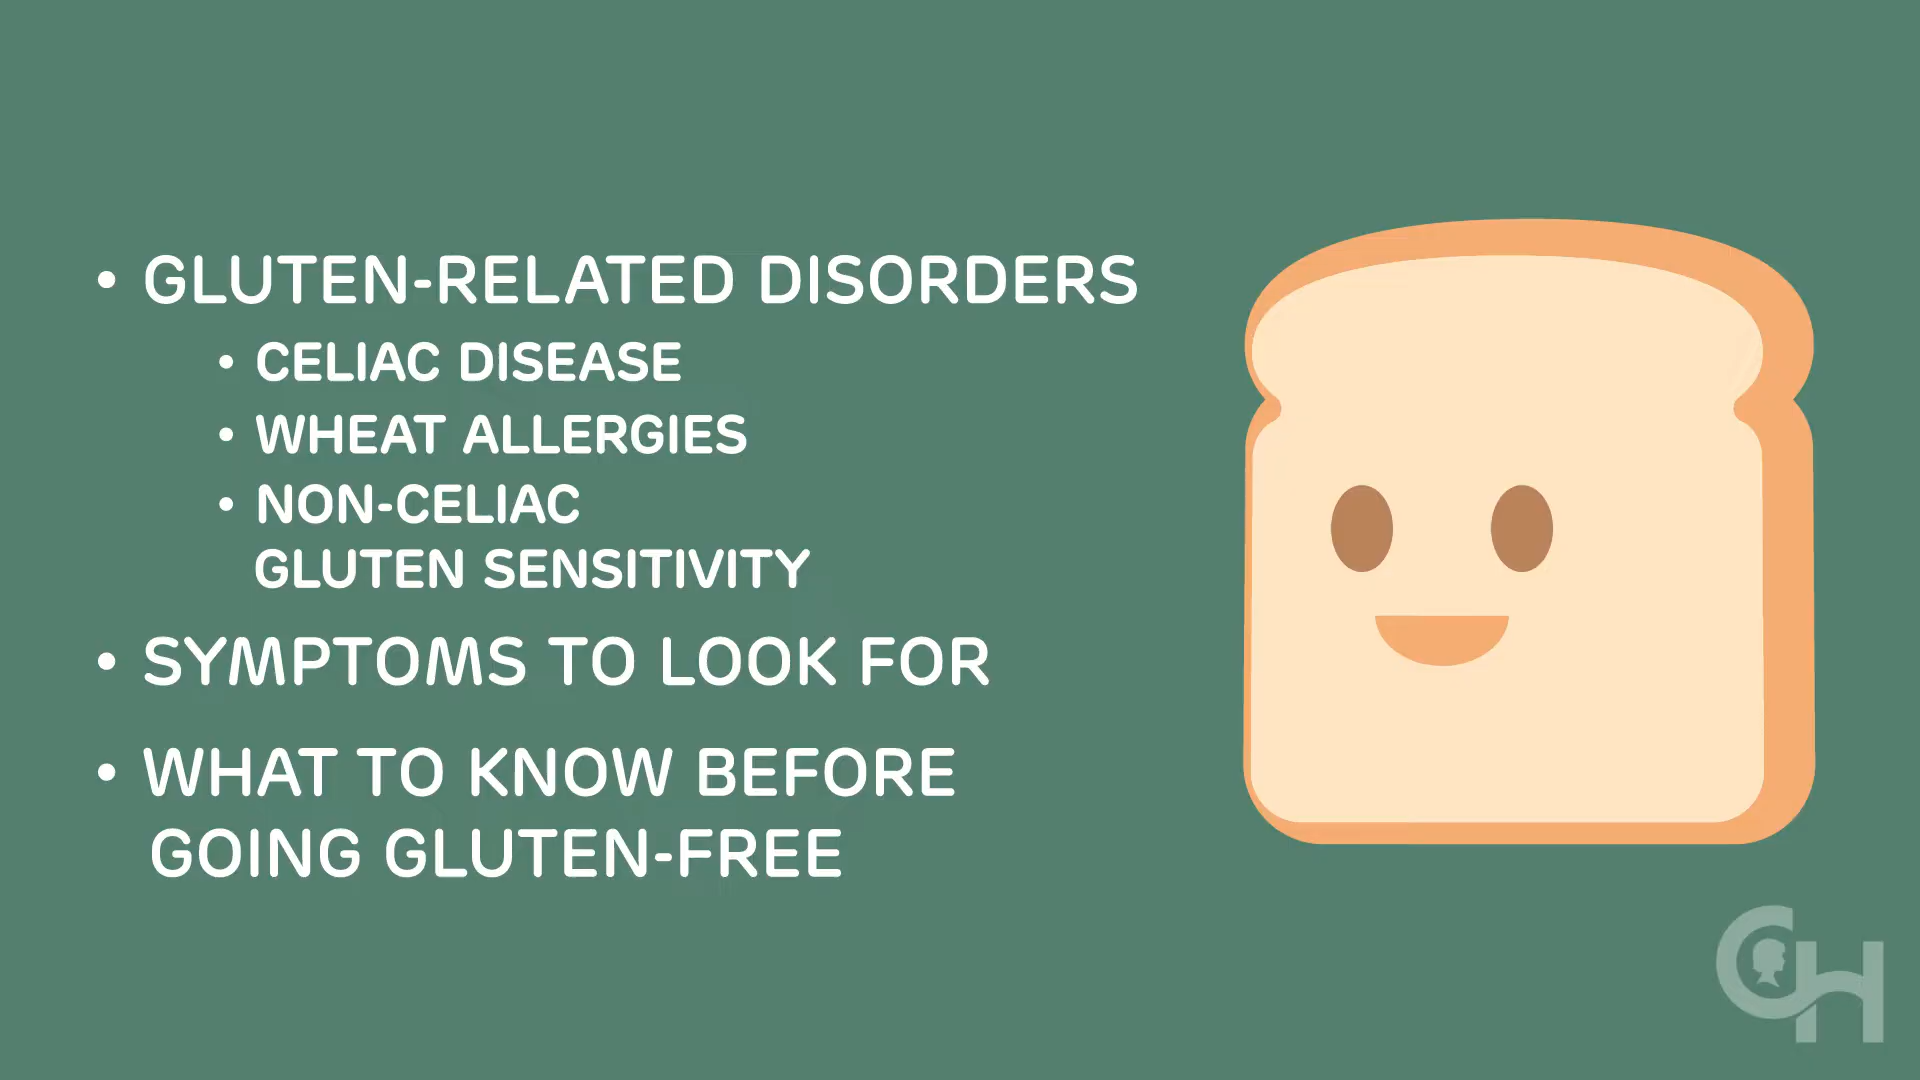 • GLUTEN-RELATED DISORDERS
• CELIAC DISEASE
• WHEAT ALLERGIES
• NON-CELIAC
GLUTEN SENSITIVITY
• SYMPTOMS TO LOOK FOR
• WHAT TO KNOW BEFORE
GOING GLUTEN-FREE
CH